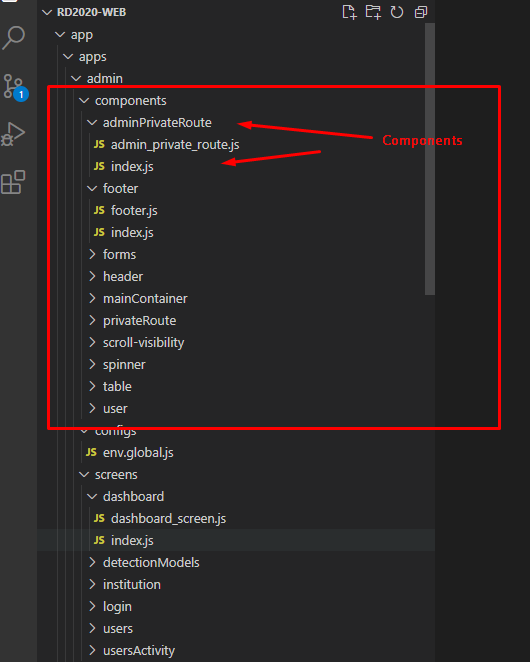 RD2020-WEB
app
apps
admin
components
adminPrivateRoute
JS admin_private_route.js
Components
JS index.js
footer
JS footer.js
JS index.js
forms
header
mainContainer
privateRoute
scroll-visibility
spinner
table
user
configs
JS env.global.js
screens
dashboard
JS dashboard_screen.js
JS index.js
detectionModels
institution
login
users
usersActivity
1